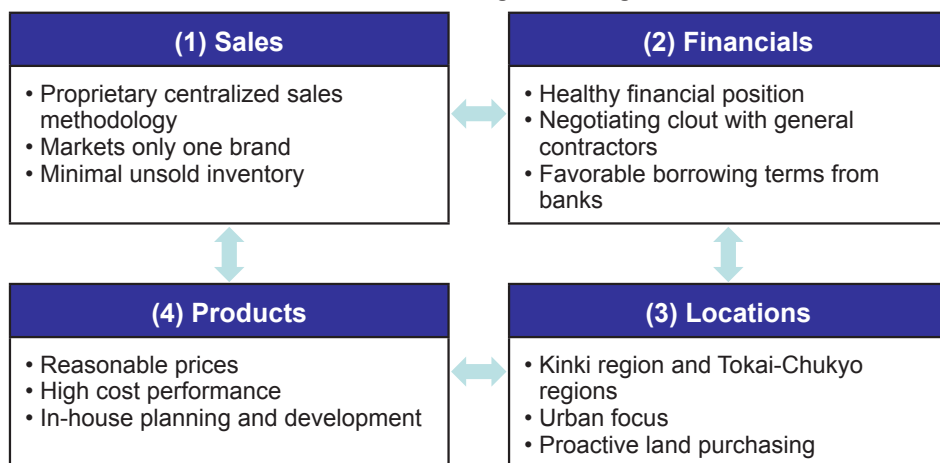 (1) Sales
• Proprietary centralized sales
methodology
• Markets only one brand
• Minimal unsold inventory
(2) Financials
• Healthy financial position
• Negotiating clout with general
contractors
• Favorable borrowing terms from
banks
(4) Products
• Reasonable prices
• High cost performance
• In-house planning and development
(3) Locations
• Kinki region and Tokai-Chukyo
regions
• Urban focus
• Proactive land purchasing